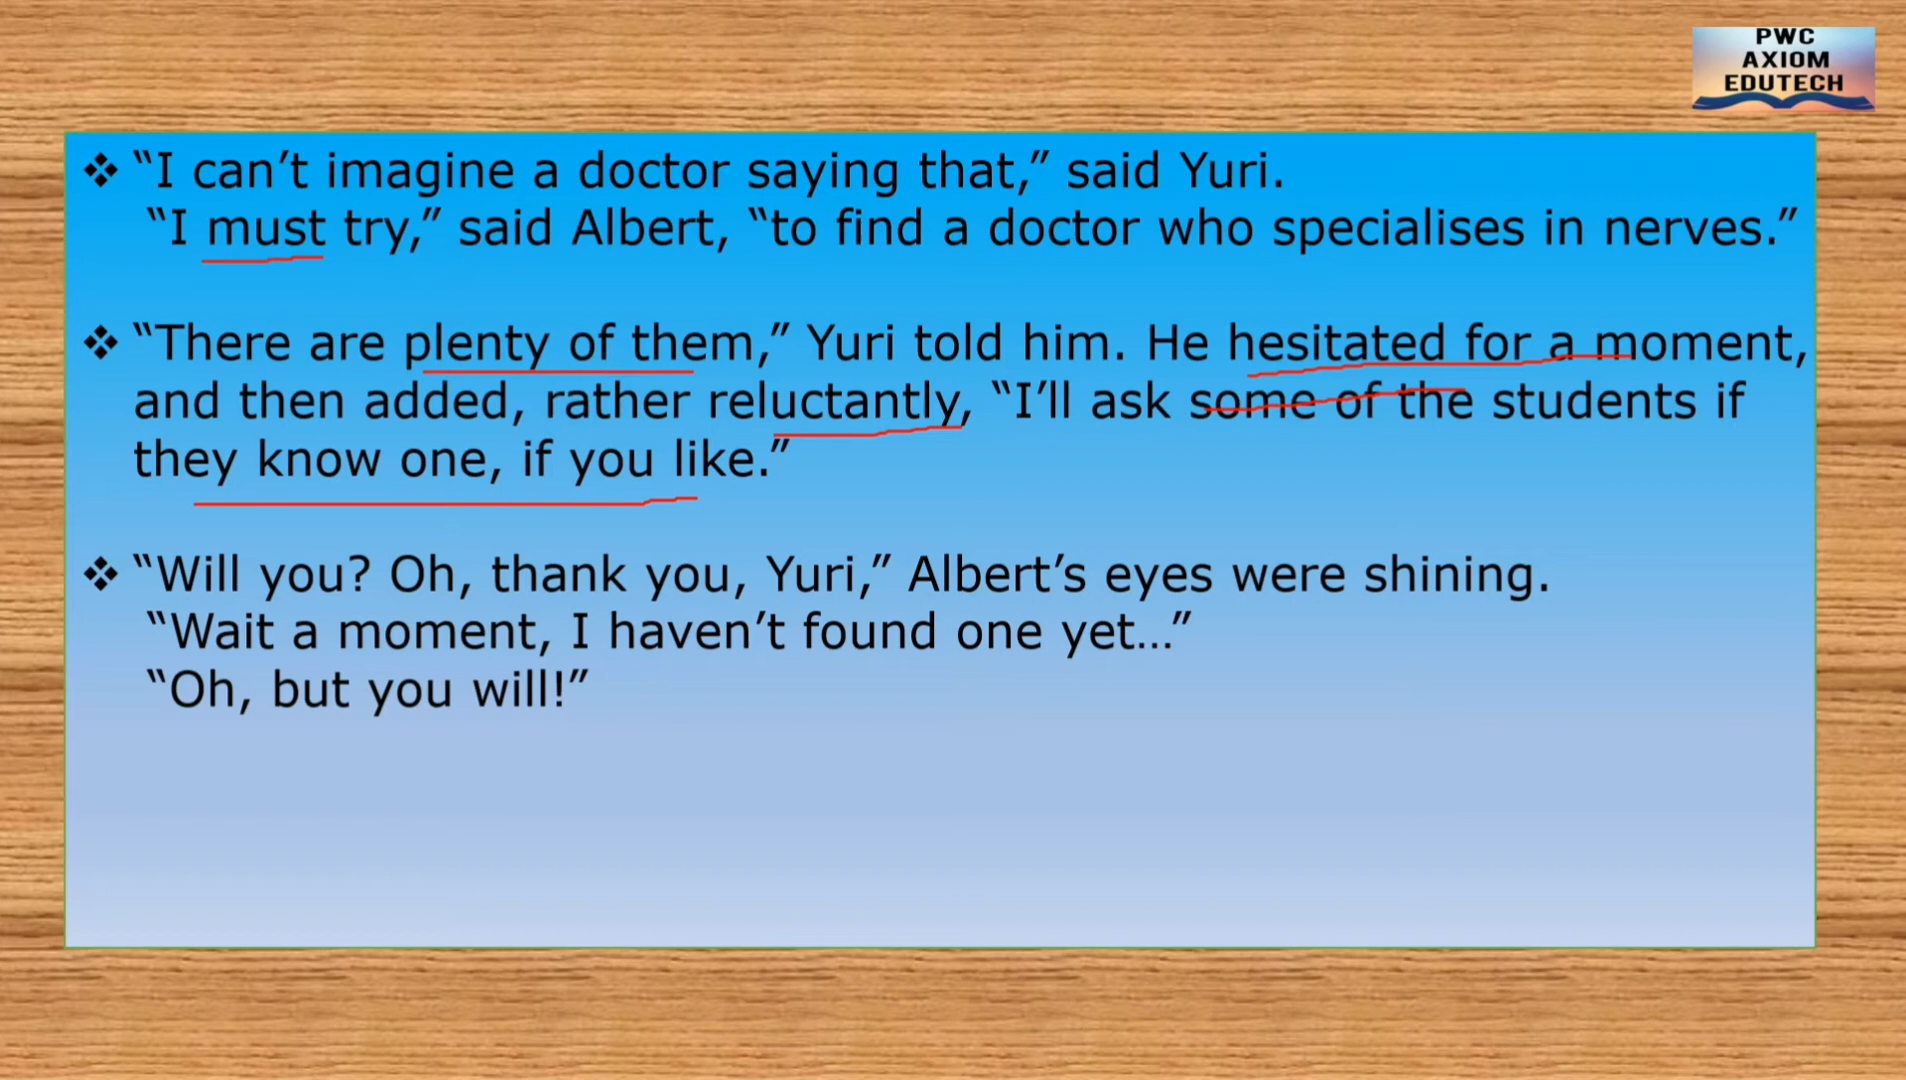 PWC
AXIOM
EDUTECH
❖ “I can’t imagine a doctor saying that,” said Yuri.
“I must try,” said Albert, “to find a doctor who specialises in nerves.”
❖ “There are plenty of them,” Yuri told him. He hesitated for a moment,
and then added, rather reluctantly, “I’ll ask some of the students if
they know one, if you like.”
❖ “Will you? Oh, thank you, Yuri,” Albert’s eyes were shining.
“Wait a moment, I haven’t found one yet…”
“Oh, but you will!”